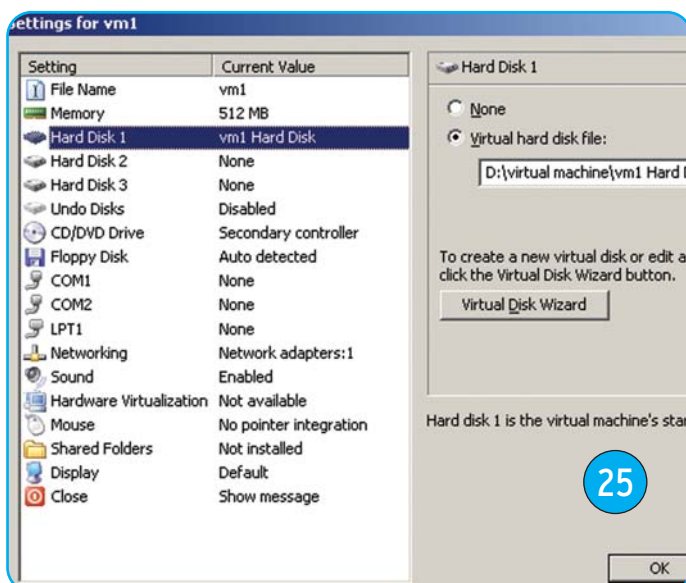 Settings for vm1
Setting Current Value
File Name vm1
Memory 512 MB
Hard Disk 1 vm1 Hard Disk
Hard Disk 2 None
Hard Disk 3 None
Undo Disks Disabled
CD/DVD Drive Secondary controller
Floppy Disk Auto detected
COM1 None
COM2 None
LPT1 None
Networking Network adapters:1
Sound Enabled
Hardware Virtualization Not available
Mouse No pointer integration
Shared Folders Not installed
Display Default
Close Show message
Hard Disk 1
None
Virtual hard disk file:
D:\virtual machine\vm1 Hard
To create a new virtual disk or edit a
click the Virtual Disk Wizard button.
Virtual Disk Wizard
Hard disk 1 is the virtual machine's star
25
OK